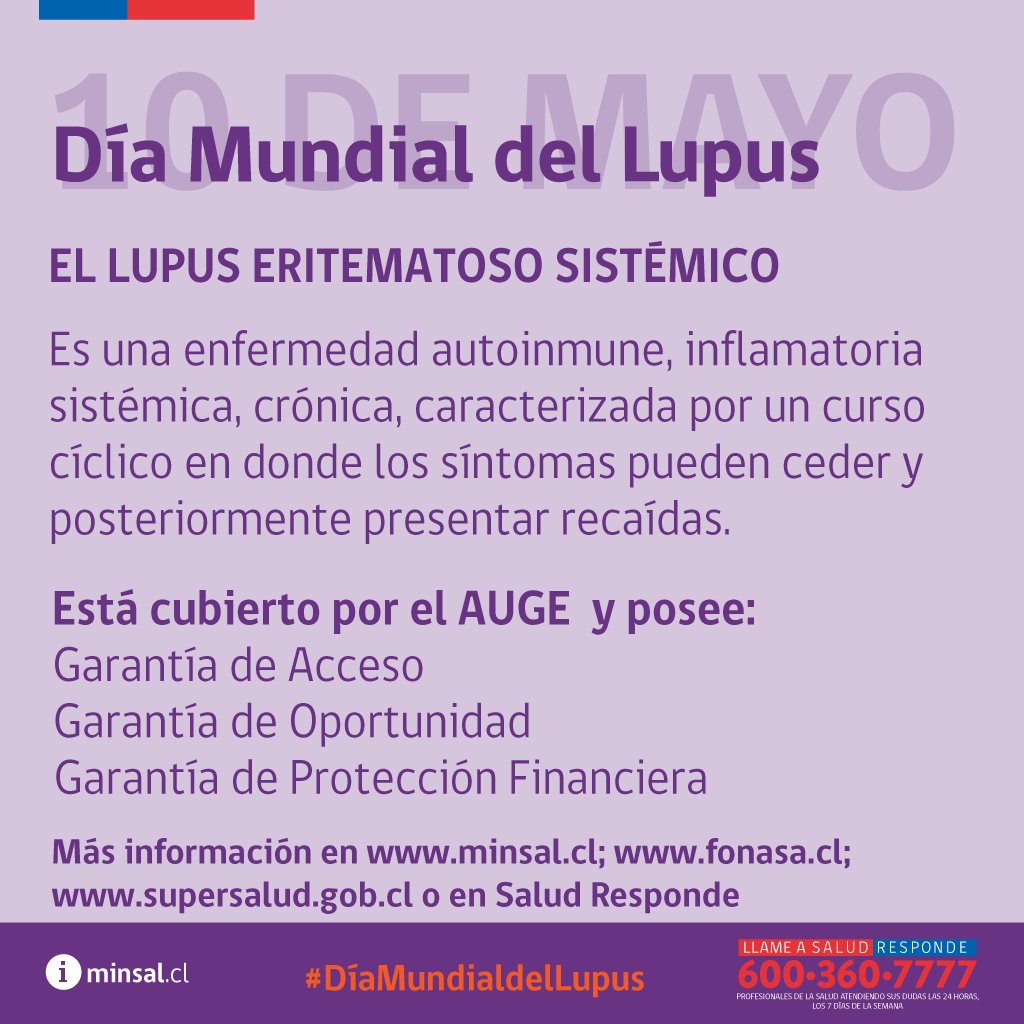 10 DE MAYO
Día Mundial del Lupus
EL LUPUS ERITEMATOSO SISTÉMICO
Es una enfermedad autoinmune, inflamatoria
sistémica, crónica, caracterizada por un curso
cíclico en donde los síntomas pueden ceder y
posteriormente presentar recaídas.
Está cubierto por el AUGE y posee:
Garantía de Acceso
Garantía de Oportunidad
Garantía de Protección Financiera
Más información en www.minsal.cl; www.fonasa.cl;
www.supersalud.gob.cl o en Salud Responde
i minsal.cl
#DíaMundialdelLupus
LLAME A SALUD RESPONDE
600·360·7777
PROFESIONALES DE LA SALUD ATENDIENDO SUS DUDAS LAS 24 HORAS,
LOS 7 DÍAS DE LA SEMANA